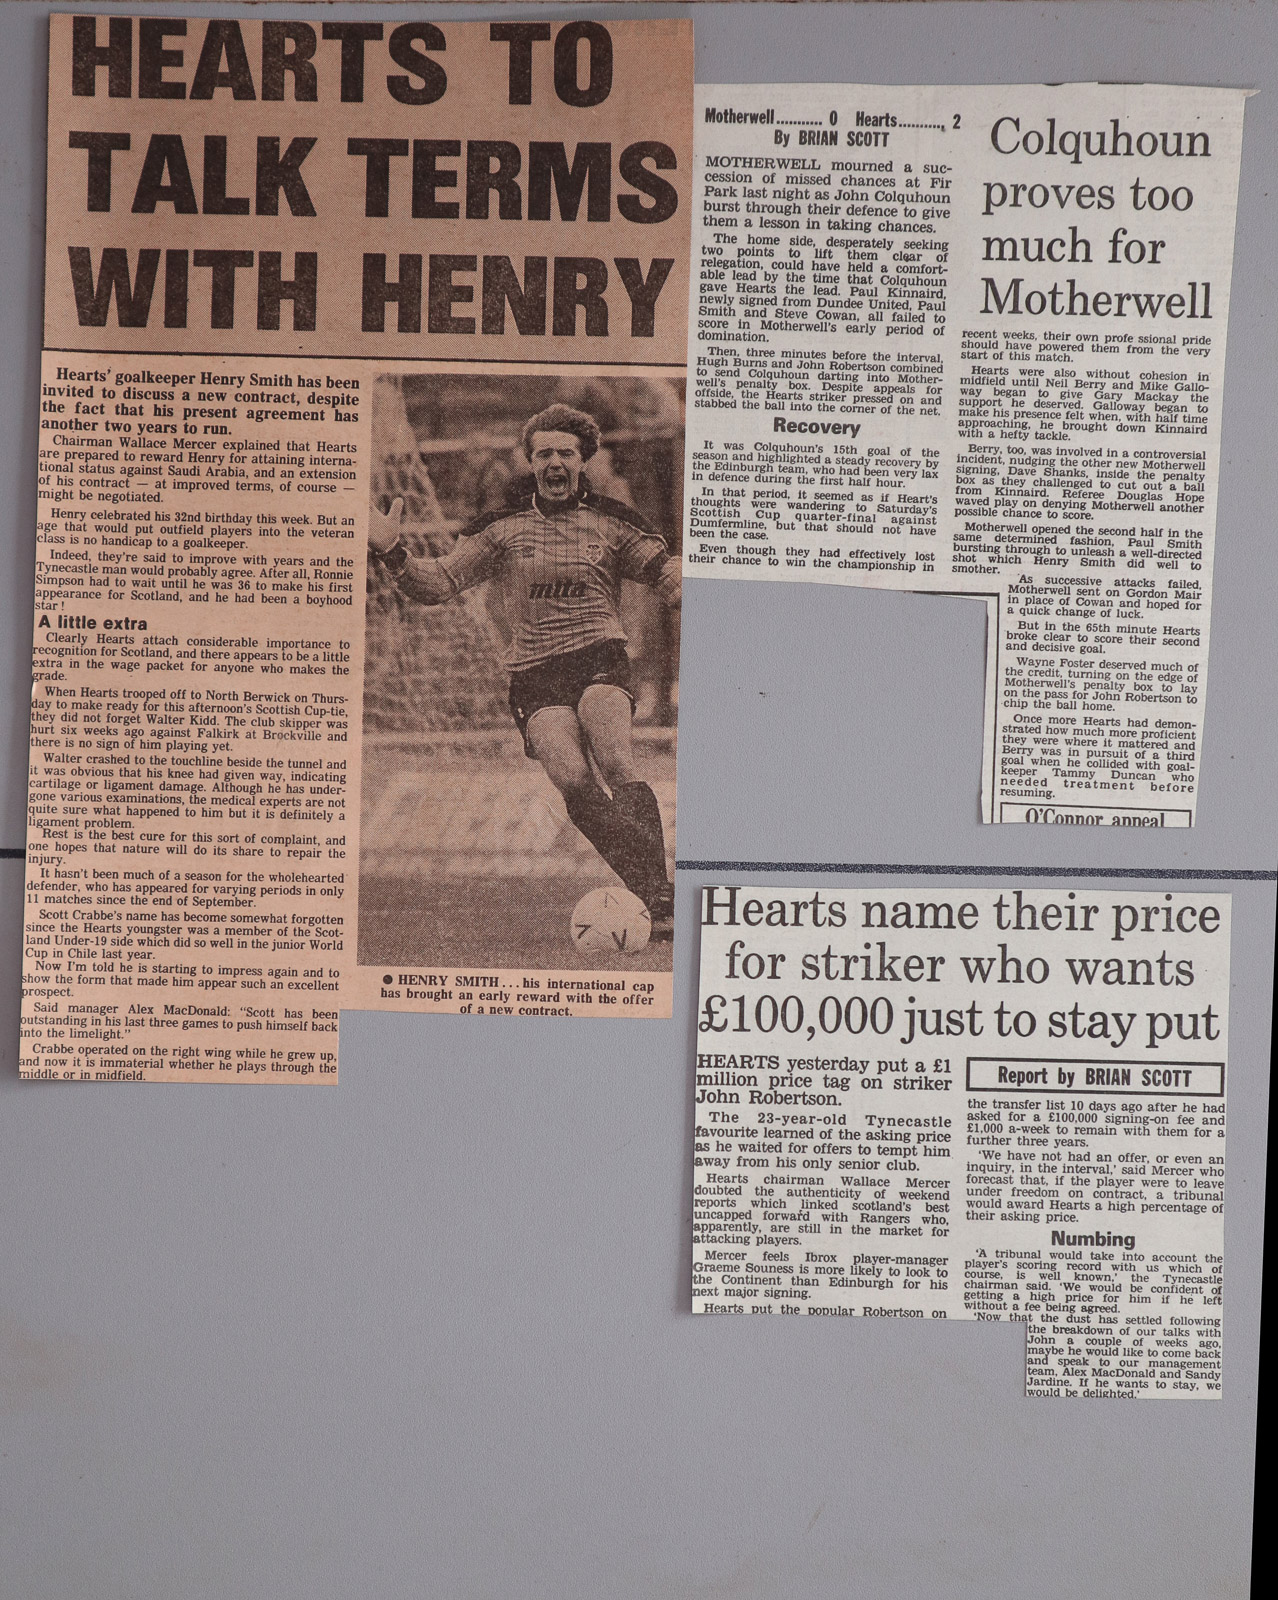 HEARTS TO
TALK TERMS
WITH HENRY
Hearts' goalkeeper Henry Smith has been
invited to discuss a new contract, despite
the fact that his present agreement has
another two years to run.
Chairman Wallace Mercer explained that Hearts
are prepared to reward Henry for attaining interna-
tional status against Saudi Arabia, and an extension
of his contract — at improved terms, of course —
might be negotiated.
Henry celebrated his 32nd birthday this week. But an
age that would put outfield players into the veteran
class is no handicap to a goalkeeper.
Indeed, they're said to improve with years and the
Tynecastle man would probably agree. After all, Ronnie
Simpson had to wait until he was 36 to make his first
appearance for Scotland, and he had been a boyhood
star!
A little extra
Clearly Hearts attach considerable importance to
recognition for Scotland, and there appears to be a little
extra in the wage packet for anyone who makes the
grade.
When Hearts trooped off to North Berwick on Thurs-
day to make ready for this afternoon's Scottish Cup-tie,
they did not forget Walter Kidd. The club skipper was
hurt six weeks ago against Falkirk at Brockville and
there is no sign of him playing yet.
Walter crashed to the touchline beside the tunnel and
it was obvious that his knee had given way, indicating
cartilage or ligament damage. Although he has under-
gone various examinations, the medical experts are not
quite sure what happened to him but it is definitely a
ligament problem.
Rest is the best cure for this sort of complaint, and
one hopes that nature will do its share to repair the
injury.
It hasn't been much of a season for the wholehearted
defender, who has appeared for varying periods in only
11 matches since the end of September.
Scott Crabbe's name has become somewhat forgotten
since the Hearts youngster was a member of the Scot-
land Under-19 side which did so well in the junior World
Cup in Chile last year.
Now I'm told he is starting to impress again and to
show the form that made him appear such an excellent
prospect.
Said manager Alex MacDonald: "Scott has been
outstanding in his last three games to push himself back
into the limelight."
Crabbe operated on the right wing while he grew up,
and now it is immaterial whether he plays through the
middle or in midfield.
mita
● HENRY SMITH... his international cap
has brought an early reward with the offer
of a new contract.
Motherwell........... 0 Hearts.........., 2
By BRIAN SCOTT
Colquhoun
proves too
much for
Motherwell
MOTHERWELL mourned a suc-
cession of missed chances at Fir
Park last night as John Colquhoun
burst through their defence to give
them a lesson in taking chances.
The home side, desperately seeking
two points to lift them clear of
relegation, could have held a comfort-
able lead by the time that Colquhoun
gave Hearts the lead. Paul Kinnaird,
newly signed from Dundee United, Paul
Smith and Steve Cowan, all failed to
score in Motherwell's early period of
domination.
Then, three minutes before the interval,
Hugh Burns and John Robertson combined
to send Colquhoun darting into Mother-
well's penalty box. Despite appeals for
offside, the Hearts striker pressed on and
stabbed the ball into the corner of the net.
Recovery
It was Colquhoun's 15th goal of the
season and highlighted a steady recovery by
the Edinburgh team, who had been very lax
in defence during the first half hour.
In that period, it seemed as if Heart's
thoughts were wandering to Saturday's
Scottish Cup quarter-final against
Dumfermline, but that should not have
been the case.
Even though they had effectively lost
their chance to win the championship in
recent weeks, their own profe ssional pride
should have powered them from the very
start of this match.
Hearts were also without cohesion in
midfield until Neil Berry and Mike Gallo-
way began to give Gary Mackay the
support he deserved. Galloway began to
make his presence felt when, with half time
approaching, he brought down Kinnaird
with a hefty tackle.
Berry, too, was involved in a controversial
incident, nudging the other new Motherwell
signing, Dave Shanks, inside the penalty
box as they challenged to cut out a ball
from Kinnaird. Referee Douglas Hope
waved play on denying Motherwell another
possible chance to score.
Motherwell opened the second half in the
same determined fashion, Paul Smith
bursting through to unleash a well-directed
shot which Henry Smith did well to
smother.
As successive attacks failed,
Motherwell sent on Gordon Mair
in place of Cowan and hoped for
a quick change of luck.
But in the 65th minute Hearts
broke clear to score their second
and decisive goal.
Wayne Foster deserved much of
the credit, turning on the edge of
Motherwell's penalty box to lay
on the pass for John Robertson to
chip the ball home.
Once more Hearts had demon-
strated how much more proficient
they were where it mattered and
Berry was in pursuit of a third
goal when he collided with goal-
keeper Tammy Duncan who
needed treatment before
resuming.
O'Connor appeal
Hearts name their price
for striker who wants
£100,000 just to stay put
HEARTS yesterday put a £1
million price tag on striker
John Robertson.
The 23-year-old Tynecastle
favourite learned of the asking price
as he waited for offers to tempt him
away from his only senior club.
Hearts chairman Wallace Mercer
doubted the authenticity of weekend
reports which linked scotland's best
uncapped forward with Rangers who,
apparently, are still in the market for
attacking players.
Mercer feels Ibrox player-manager
Graeme Souness is more likely to look to
the Continent than Edinburgh for his
next major signing.
Hearts put the popular Robertson on
Report by BRIAN SCOTT
the transfer list 10 days ago after he had
asked for a £100,000 signing-on fee and
£1,000 a-week to remain with them for a
further three years.
'We have not had an offer, or even an
inquiry, in the interval,' said Mercer who
forecast that, if the player were to leave
under freedom on contract, a tribunal
would award Hearts a high percentage of
their asking price.
Numbing
'A tribunal would take into account the
player's scoring record with us which of
course, is well known,' the Tynecastle
chairman said. 'We would be confident of
getting a high price for him if he left
without a fee being agreed.
'Now that the dust has settled following
the breakdown of our talks with
John a couple of weeks ago,
maybe he would like to come back
and speak to our management
team, Alex MacDonald and Sandy
Jardine. If he wants to stay, we
would be delighted.'